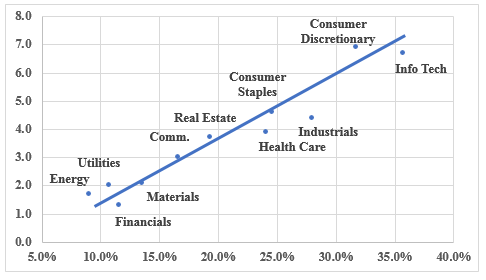 8.0
7.0
6.0
5.0
4.0
3.0
2.0
1.0
0.0
Consumer
Discretionary
Info Tech
Consumer
Staples
Real Estate
Industrials
Comm.
Health Care
Utilities
Energy
Materials
Financials
5.0% 10.0% 15.0% 20.0% 25.0% 30.0% 35.0% 40.0%